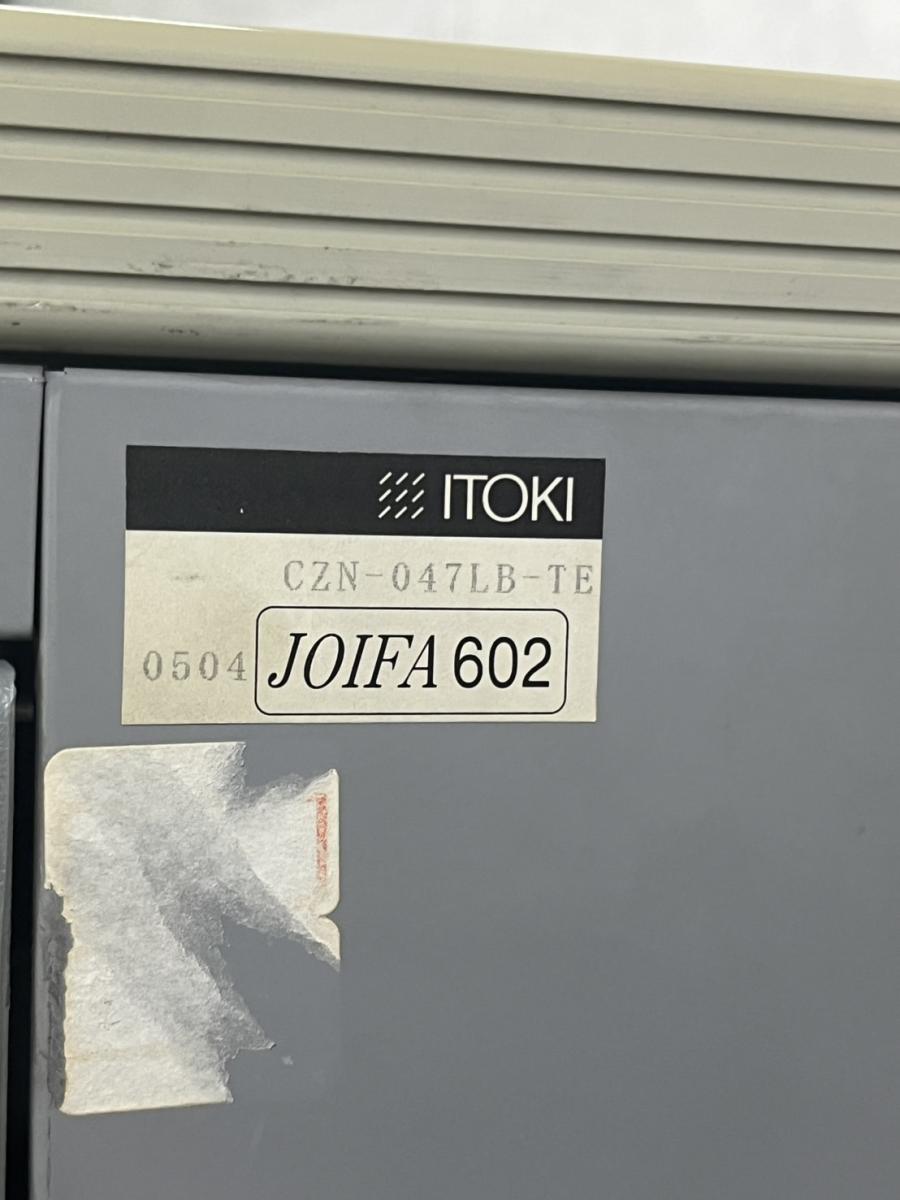 ITOKI
CZN-047LB-TE
0504 JOIFA 602